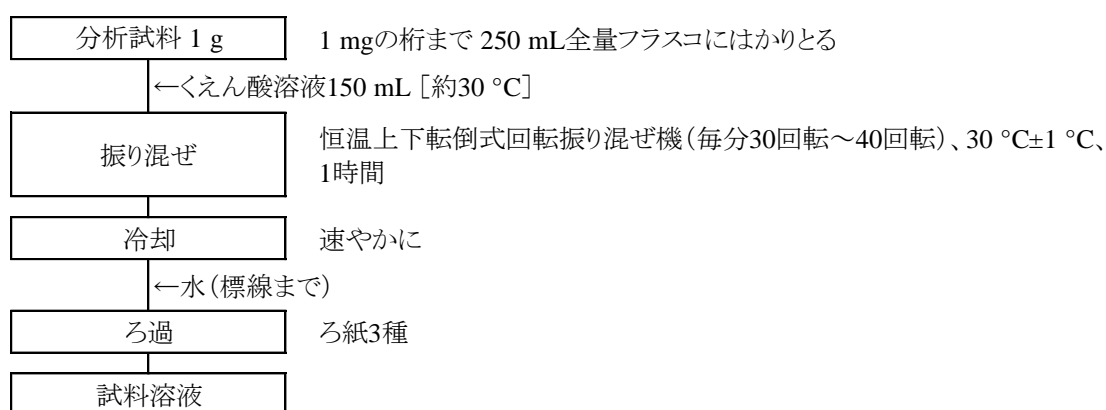 分析試料 1 g
1 mgの桁まで 250 mL全量フラスコにはかりとる
←くえん酸溶液150 mL [約30 °C]
振り混ぜ
恒温上下転倒式回転振り混ぜ機(毎分30回転~40回転)、30 °C±1 °C、
1時間
冷却
速やかに
←水(標線まで)
ろ過
ろ紙3種
試料溶液